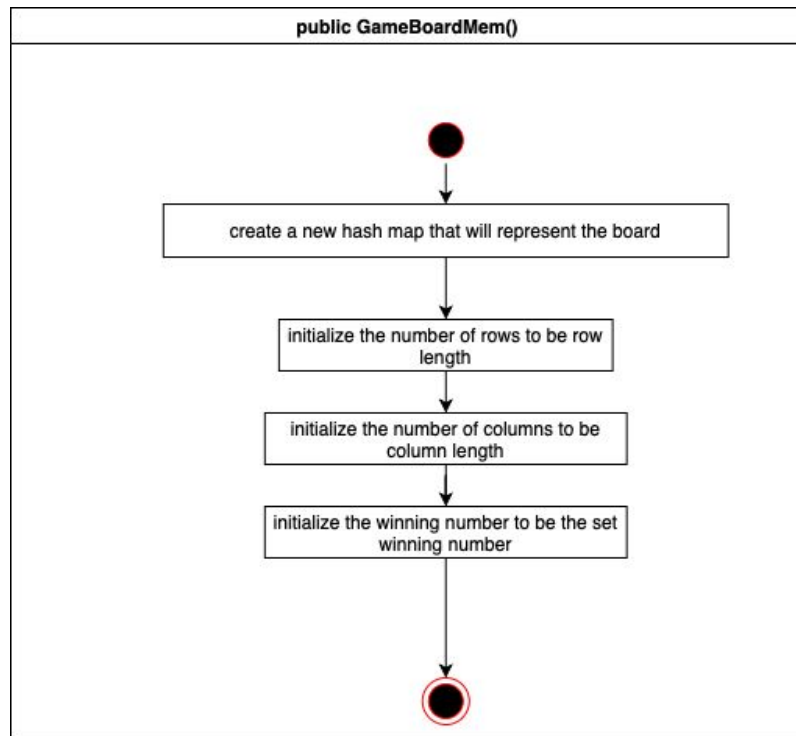 public GameBoardMem()
create a new hash map that will represent the board
initialize the number of rows to be row
length
initialize the number of columns to be
column length
initialize the winning number to be the set
winning number